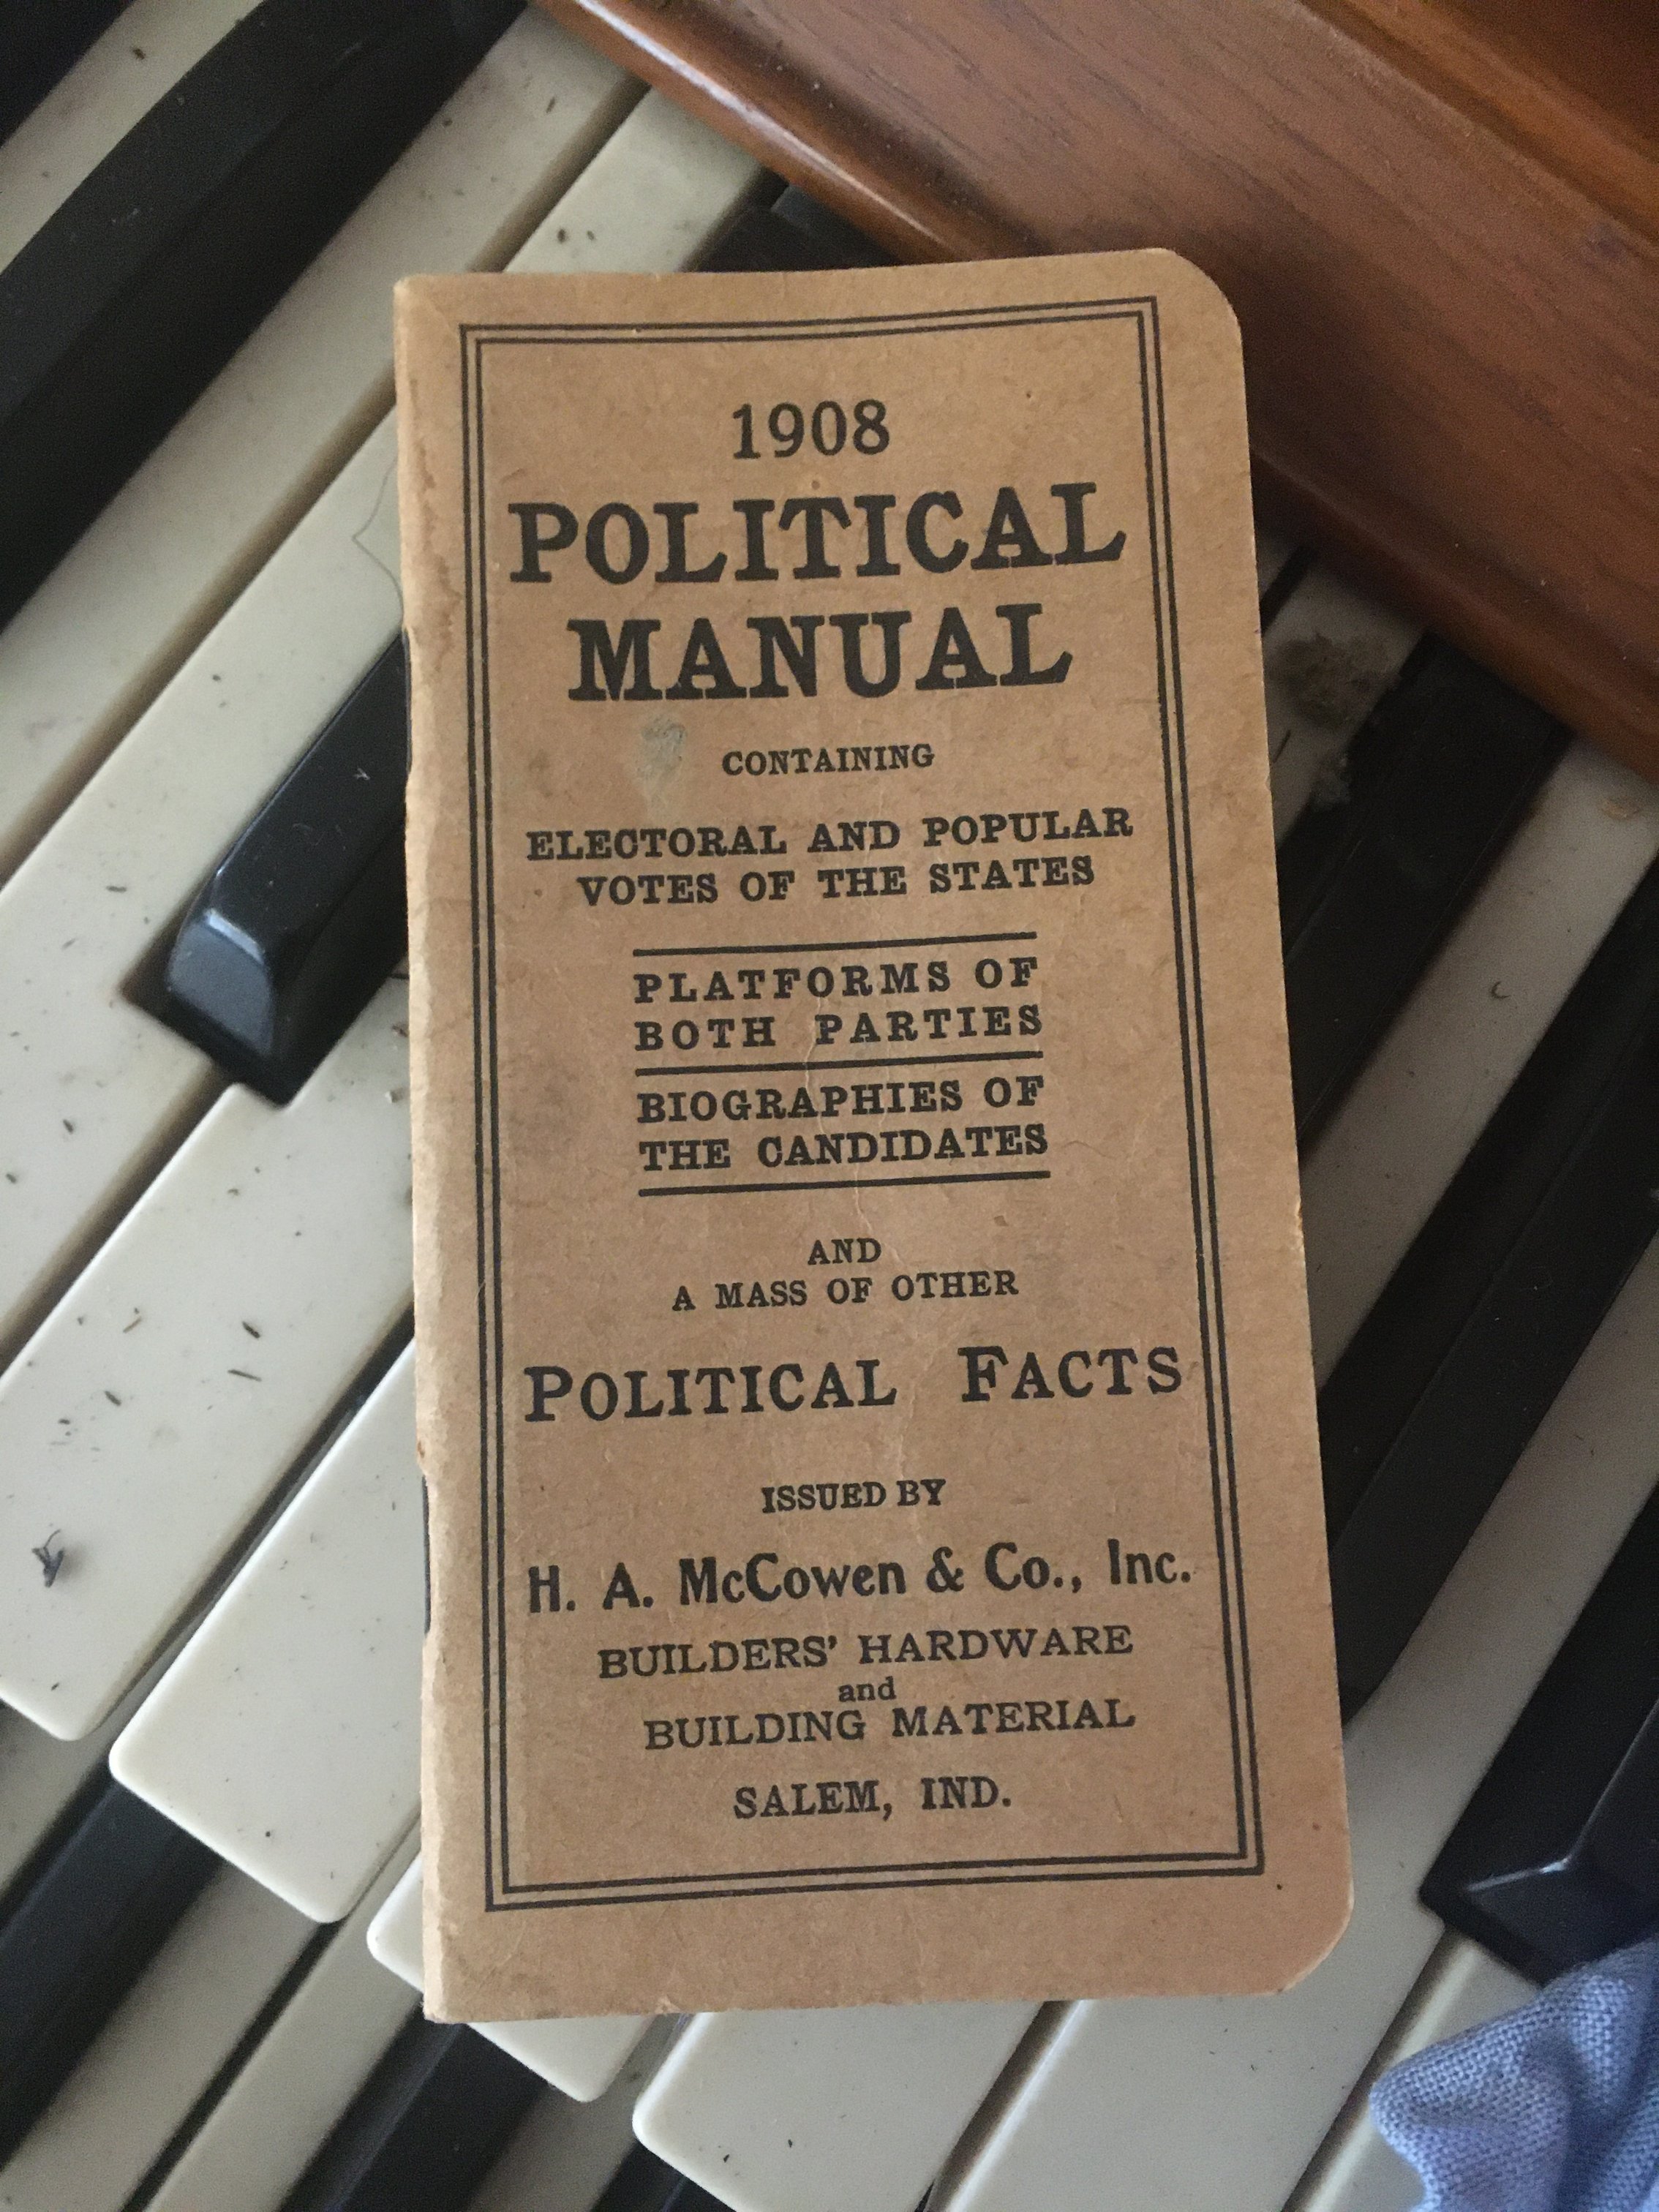 1908
POLITICAL
MANUAL
CONTAINING
ELECTORAL AND POPULAR
VOTES OF THE STATES
PLATFORMS OF
BOTH PARTIES
BIOGRAPHIES OF
THE CANDIDATES
AND
A MASS OF OTHER
POLITICAL FACTS
ISSUED BY
H. A. McCowen & Co., Inc.
BUILDERS' HARDWARE
and
BUILDING MATERIAL
SALEM, IND.